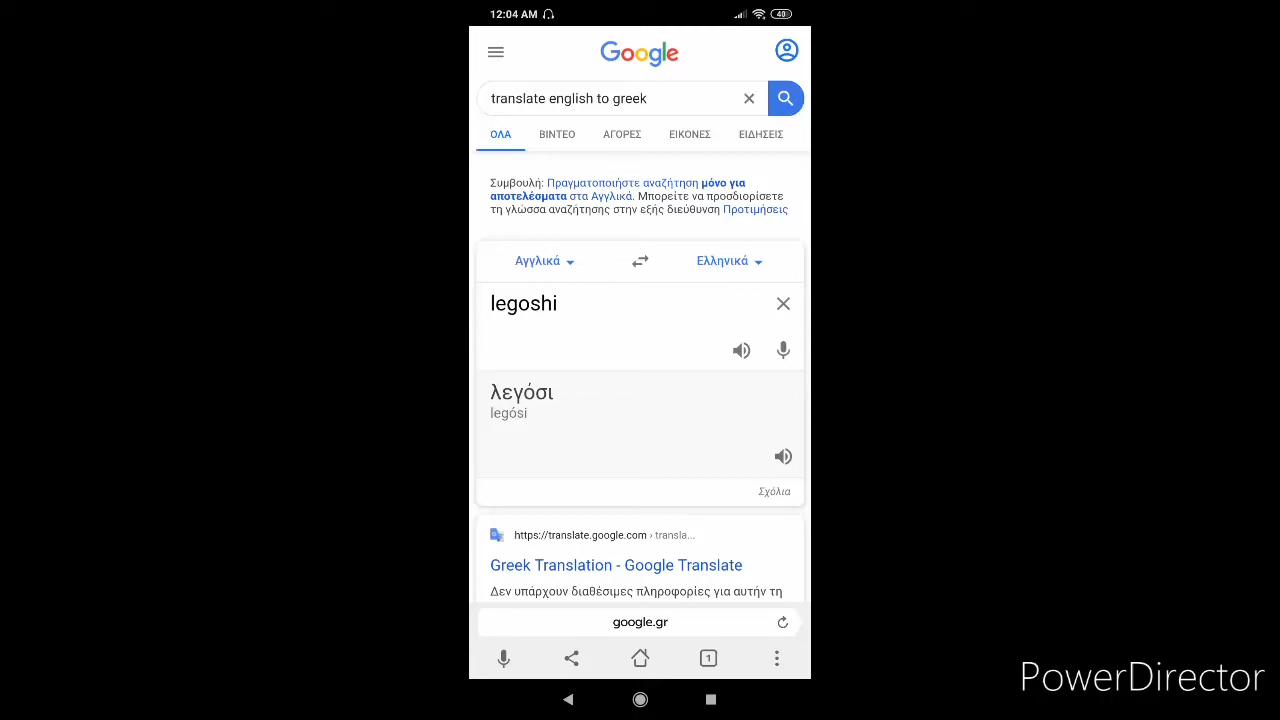 12:04 AM
40
Google
translate english to greek
ΟΛΑ ΒΙΝΤΕΟ ΑΓΟΡΕΣ ΕΙΚΟΝΕΣ ΕΙΔΗΣΕΙΣ
Συμβουλή: Πραγματοποιήστε αναζήτηση μόνο για
αποτελέσματα στα Αγγλικά. Μπορείτε να προσδιορίσετε
τη γλώσσα αναζήτησης στην εξής διεύθυνση Προτιμήσεις
Αγγλικά Ελληνικά
legoshi
λεγόσι
legósi
Σχόλια
https://translate.google.com › transla...
Greek Translation - Google Translate
Δεν υπάρχουν διαθέσιμες πληροφορίες για αυτήν τη
google.gr
1
PowerDirector